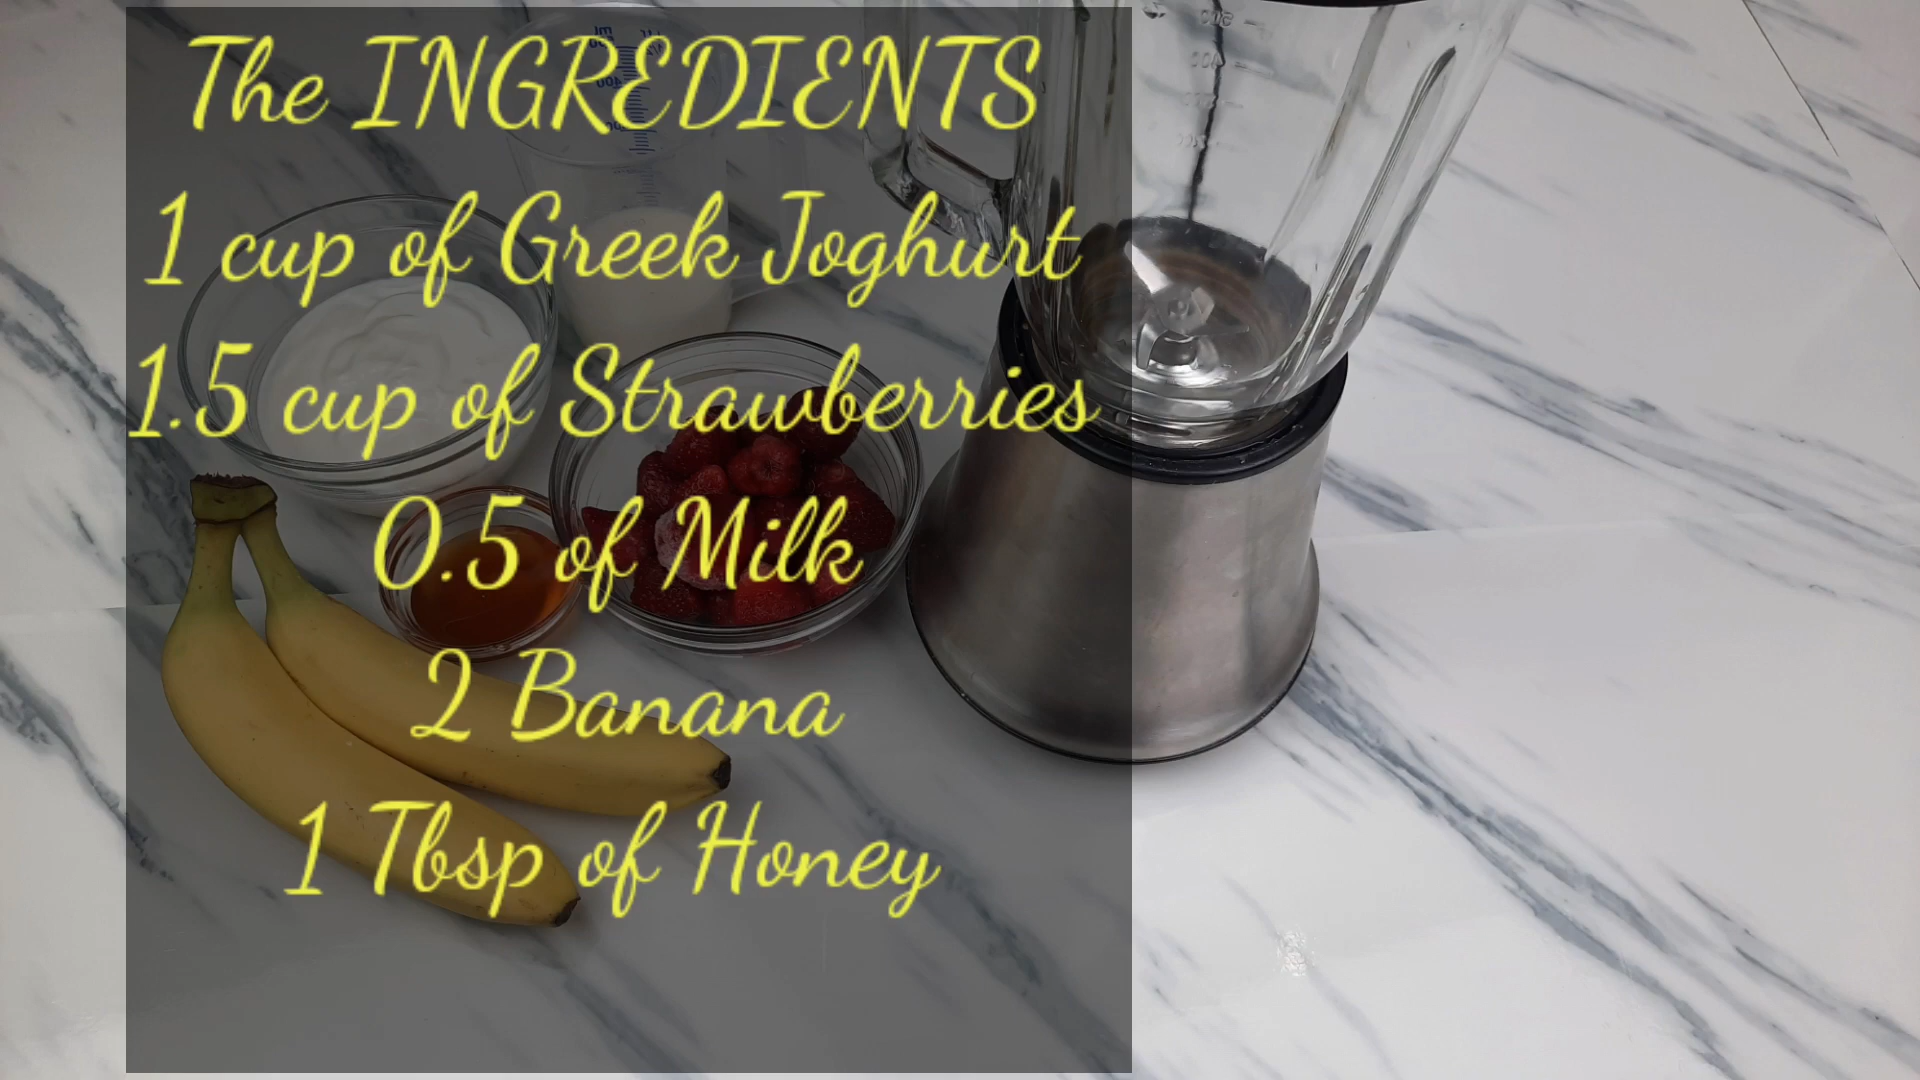 The INGREDIENTS
1 cup of Greek Joghurt
1.5 cup of Strawberries
0.5 of Milk
2 Banana
1 Tbsp of Honey